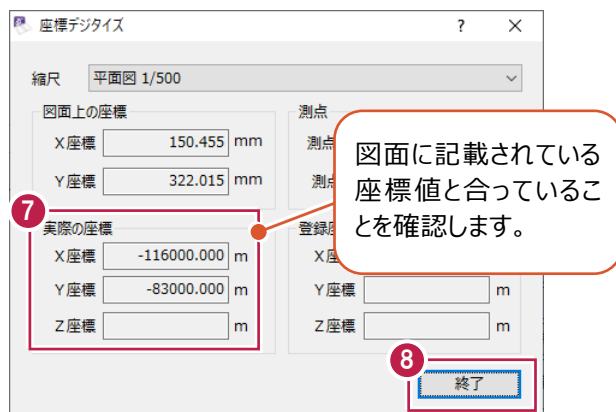 座標デジタイズ ? ×
縮尺 平面図 1/500
図面上の座標
X座標 150.455 mm
Y座標 322.015 mm
測点
測点
測点
図面に記載されている
座標値と合っているこ
とを確認します。
7
実際の座標
X座標 -116000.000 m
Y座標 -83000.000 m
Z座標 m
登録
X座
Y座標 m
Z座標 m
8
終了